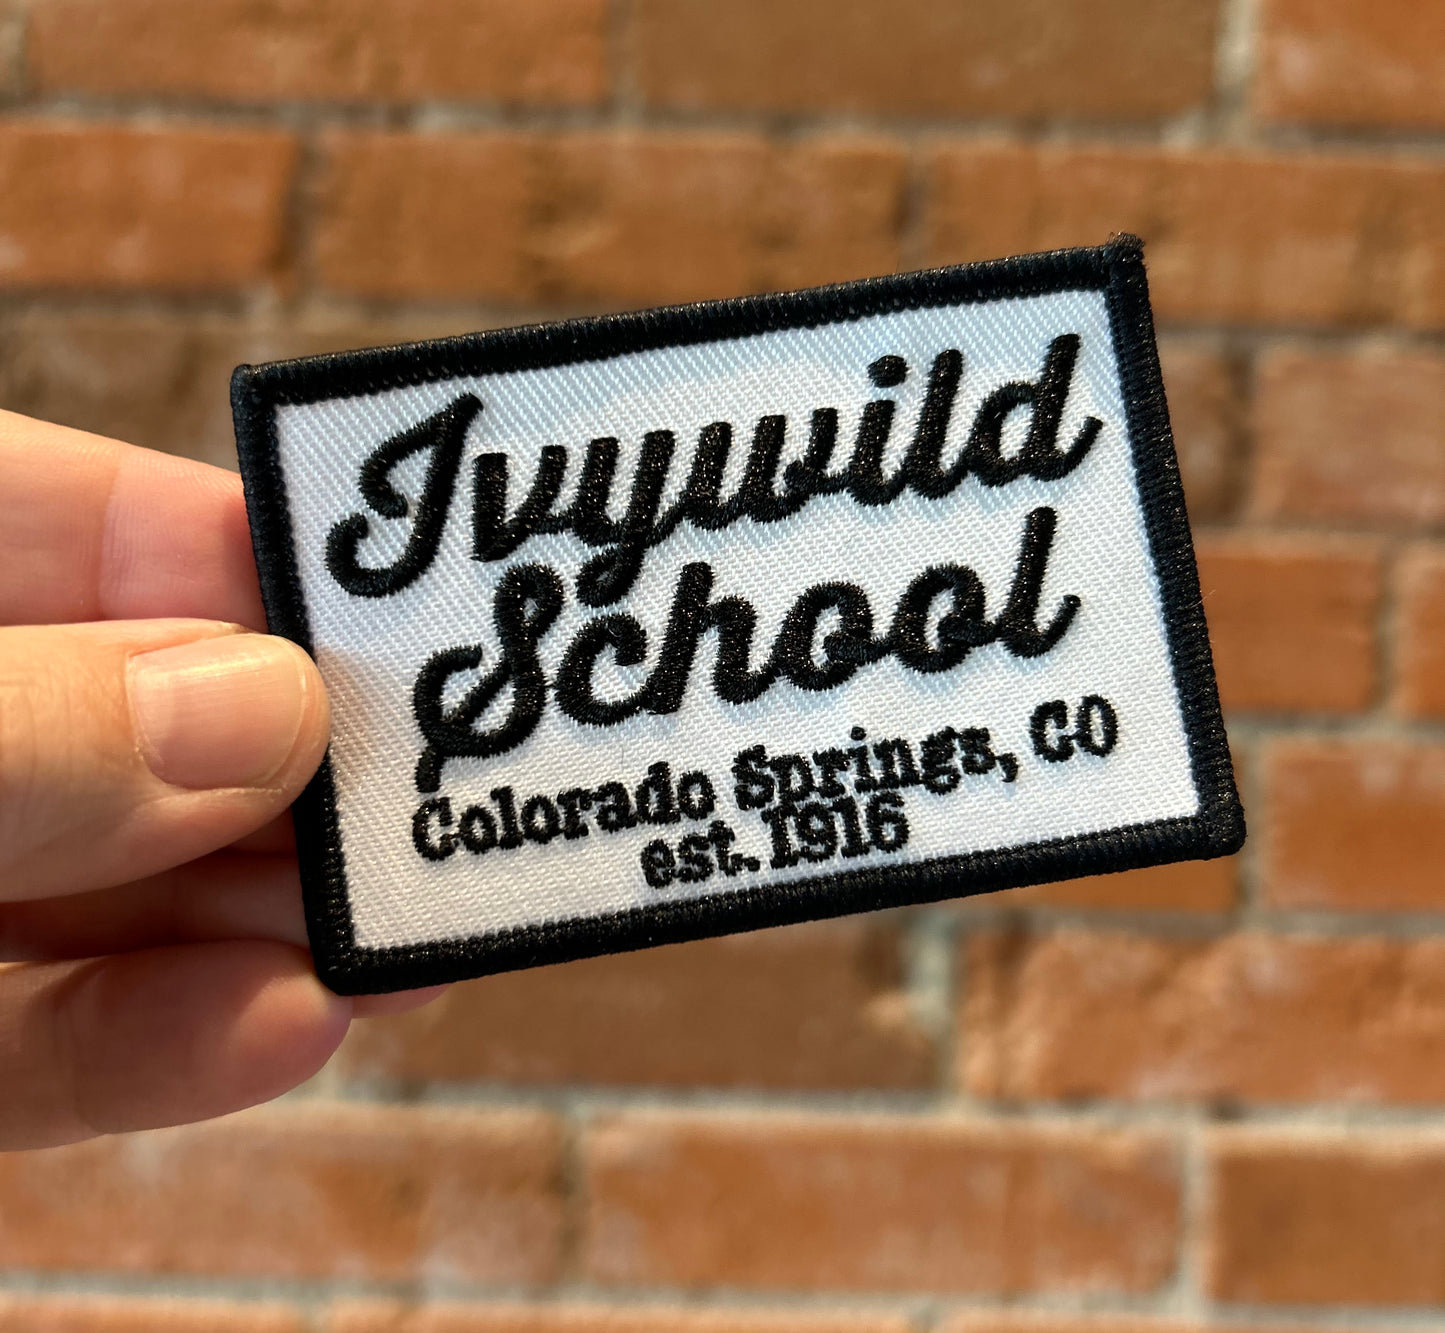 Ivywild
School
Colorado Springs, CO
est. 1916